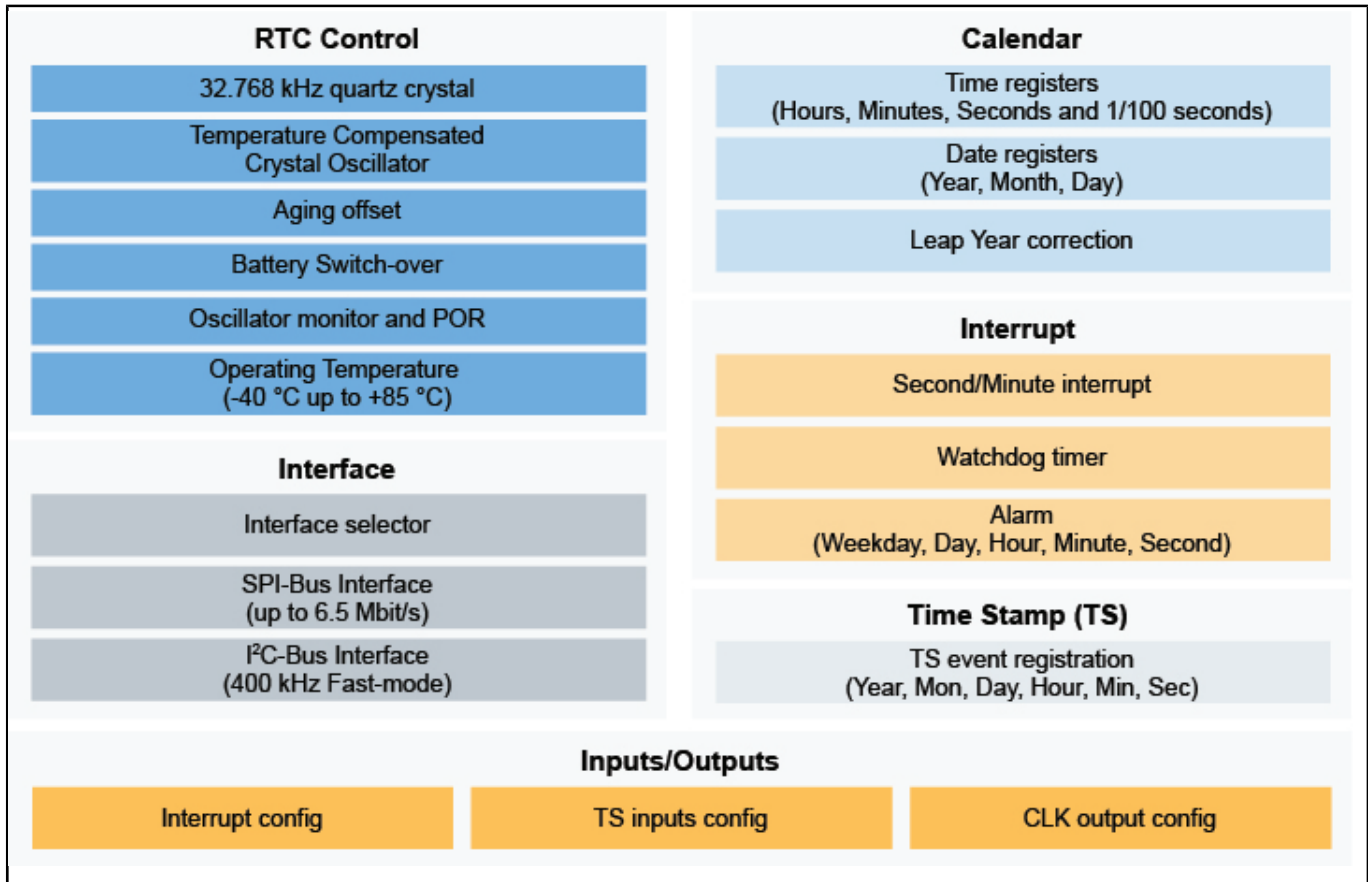 RTC Control
32.768 kHz quartz crystal
Temperature Compensated
Crystal Oscillator
Aging offset
Battery Switch-over
Oscillator monitor and POR
Operating Temperature
(-40 °C up to +85 °C)
Interface
Interface selector
SPI-Bus Interface
(up to 6.5 Mbit/s)
I²C-Bus Interface
(400 kHz Fast-mode)
Calendar
Time registers
(Hours, Minutes, Seconds and 1/100 seconds)
Date registers
(Year, Month, Day)
Leap Year correction
Interrupt
Second/Minute interrupt
Watchdog timer
Alarm
(Weekday, Day, Hour, Minute, Second)
Time Stamp (TS)
TS event registration
(Year, Mon, Day, Hour, Min, Sec)
Inputs/Outputs
Interrupt config
TS inputs config
CLK output config